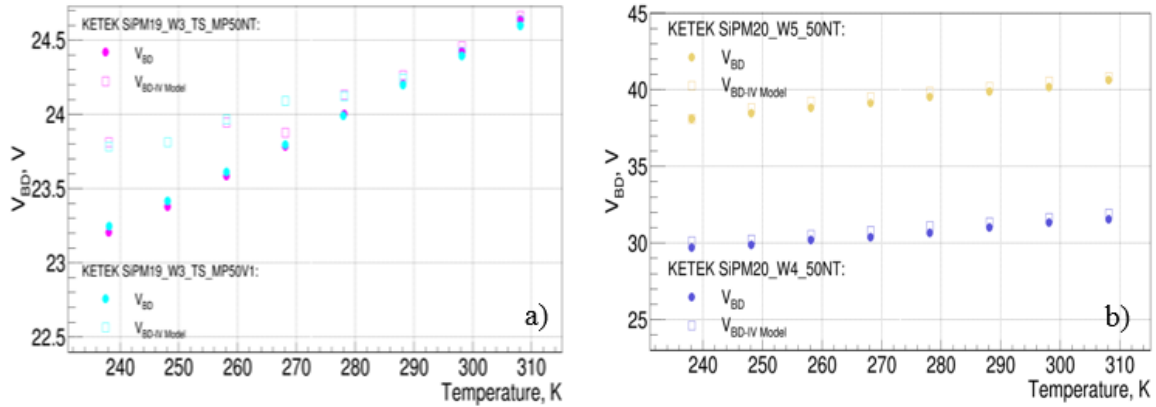 KETEK SiPM19_W3_TS_MP50NT:
V_BD
V_BD-IV Model
KETEK SiPM19_W3_TS_MP50V1:
V_BD
V_BD-IV Model
a)
V_BD, V
24.5
24
23.5
23
22.5
240 250 260 270 280 290 300 310
Temperature, K
KETEK SiPM20_W5_50NT:
V_BD
V_BD-IV Model
KETEK SiPM20_W4_50NT:
V_BD
V_BD-IV Model
b)
V_BD, V
45
40
35
30
25
240 250 260 270 280 290 300 310
Temperature, K